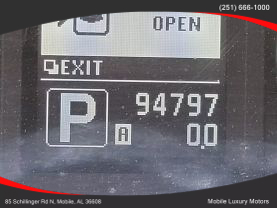 (251) 666-1000
OPEN
EXIT
94797
P
A 0.0
85 Schillinger Rd N, Mobile, AL 36608
Mobile Luxury Motors